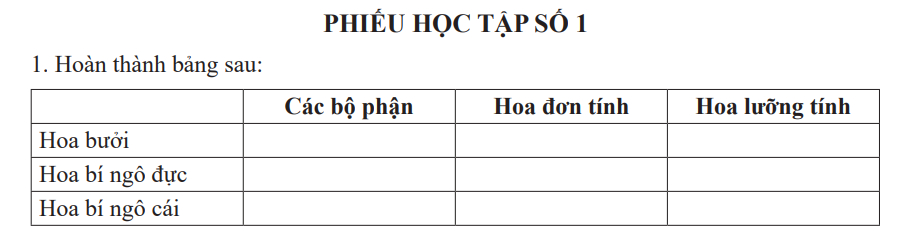 PHIẾU HỌC TẬP SỐ 1
1. Hoàn thành bảng sau:
Các bộ phận Hoa đơn tính Hoa lưỡng tính
Hoa bưởi
Hoa bí ngô đực
Hoa bí ngô cái